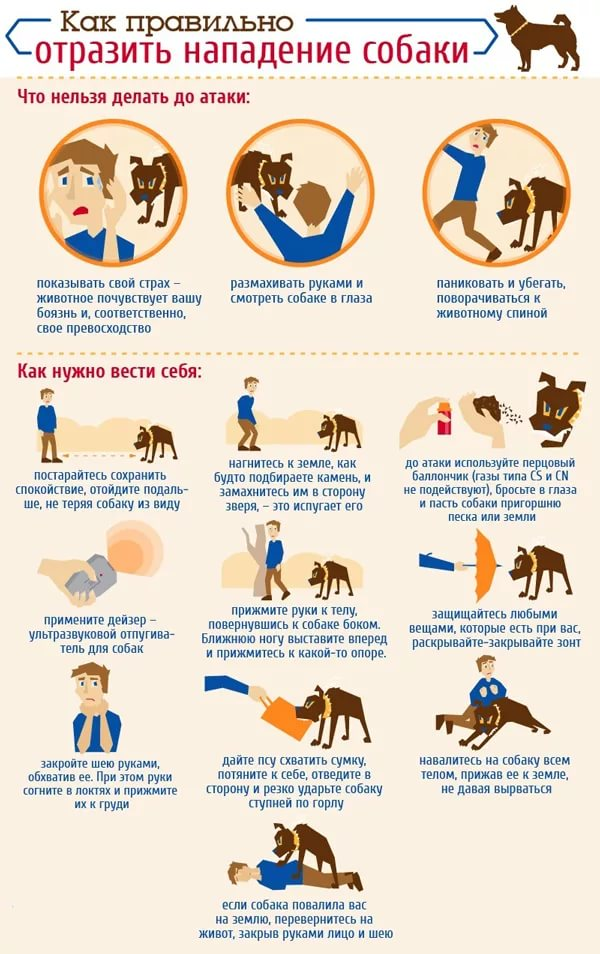 Как правильно
отразить нападение собаки
Что нельзя делать до атаки:
показывать свой страх –
животное почувствует вашу
боязнь и, соответственно,
свое превосходство
размахивать руками и
смотреть собаке в глаза
паниковать и убегать,
поворачиваться к
животному спиной
Как нужно вести себя:
постарайтесь сохранить
спокойствие, отойдите подаль-
ше, не теряя собаку из виду
нагнитесь к земле, как
будто подбираете камень, и
замахнитесь им в сторону
зверя, – это испугает его
до атаки используйте перцовый
баллончик (газы типа CS и CN
не подействуют), бросьте в глаза
и пасть собаки пригоршню
песка или земли
примените дейзер –
ультразвуковой отпугива-
тель для собак
прижмите руки к телу,
повернувшись к собаке боком.
Ближнюю ногу выставите вперед
и прижмитесь к какой-то опоре.
защищайтесь любыми
вещами, которые есть при вас,
раскрывайте-закрывайте зонт
закройте шею руками,
обхватив ее. При этом руки
согните в локтях и прижмите
их к груди
дайте псу схватить сумку,
потяните к себе, отведите в
сторону и резко ударьте собаку
ступней по горлу
навалитесь на собаку всем
телом, прижав ее к земле,
не давая вырваться
если собака повалила вас
на землю, перевернитесь на
живот, закрыв руками лицо и шею